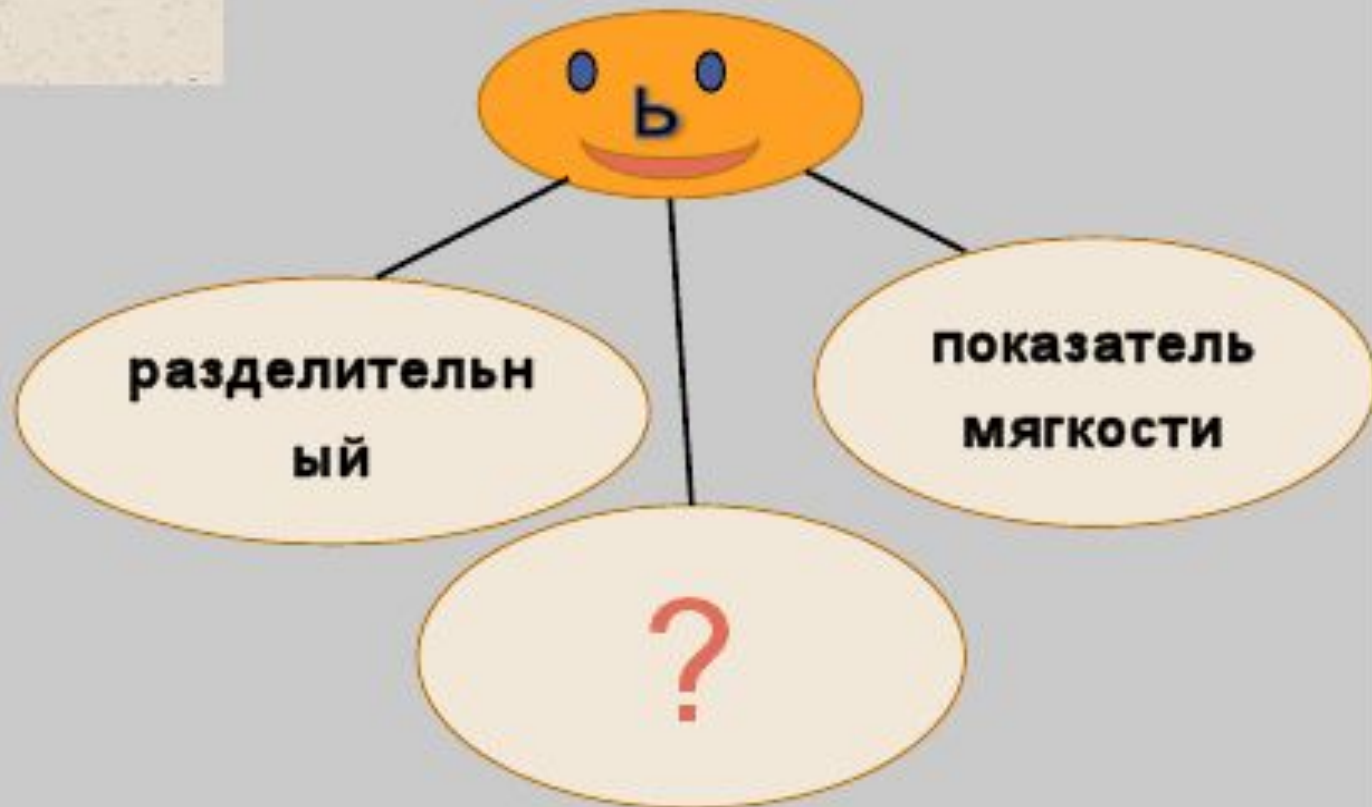 ь
разделительн
ый
показатель
мягкости
?